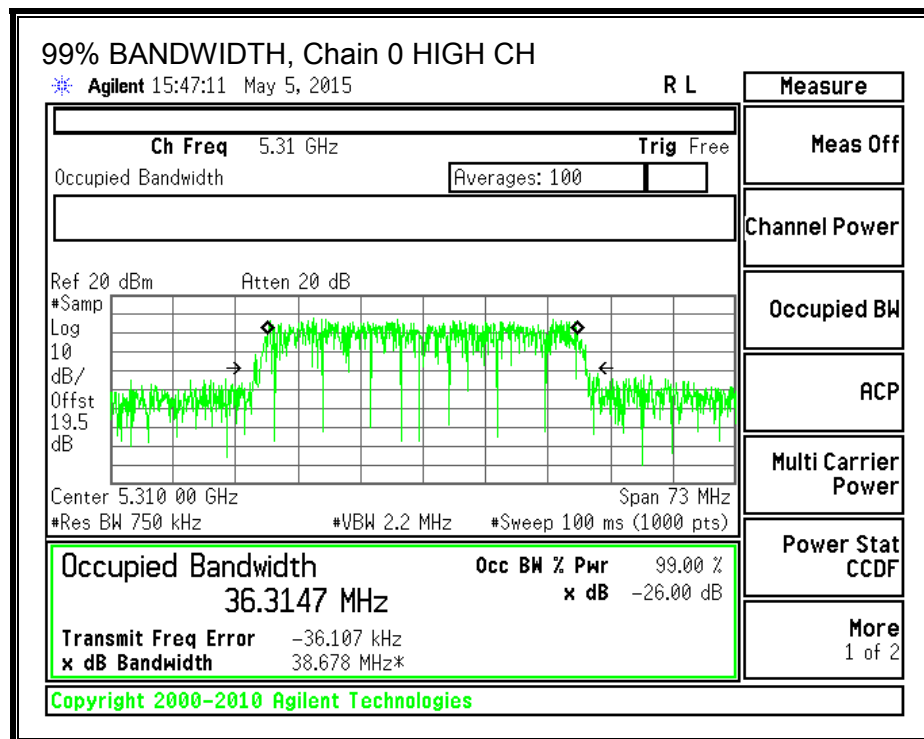 99% BANDWIDTH, Chain 0 HIGH CH
Agilent 15:47:11 May 5, 2015 R L
Measure
Ch Freq 5.31 GHz Trig Free
Meas Off
Occupied Bandwidth Averages: 100
Channel Power
Ref 20 dBm Atten 20 dB
#Samp
Log
10
dB/
Offst
19.5
dB
Occupied BW
ACP
Multi Carrier
Power
Center 5.310 00 GHz Span 73 MHz
#Res BW 750 kHz #VBW 2.2 MHz #Sweep 100 ms (1000 pts)
Power Stat
CCDF
Occupied Bandwidth Occ BW % Pwr 99.00 %
36.3147 MHz x dB -26.00 dB
Transmit Freq Error -36.107 kHz
x dB Bandwidth 38.678 MHz*
More
1 of 2
Copyright 2000-2010 Agilent Technologies